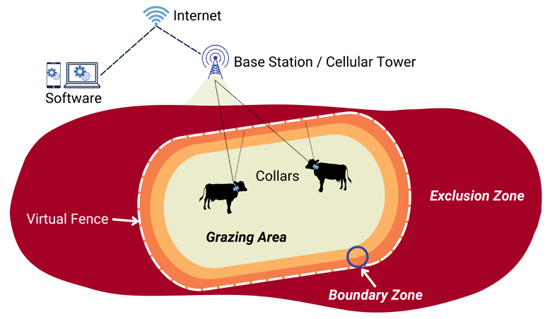 Internet
Base Station / Cellular Tower
Software
Collars
Exclusion Zone
Virtual Fence
Grazing Area
Boundary Zone